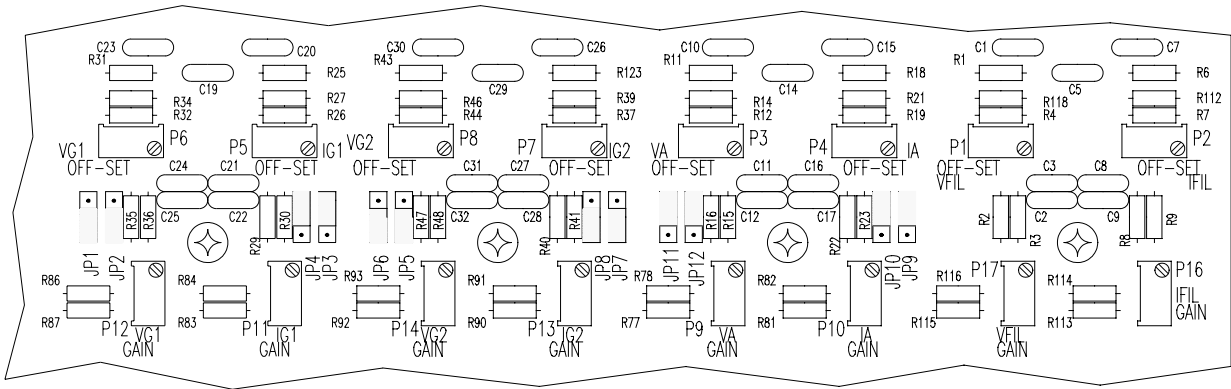 C23 C20 C30 C26 C10 C15 C1 C7
R31 R25 R43 R123 R11 R18 R1 R6
C19 C29 C14 C5
R34 R27 R46 R39 R14 R21 R118 R112
R32 R26 R44 R37 R12 R19 R4 R7
P6 P5 P8 P7 P3 P4 P1 P2
VG1 IG1 VG2 IG2 VA IA
OFF-SET OFF-SET OFF-SET OFF-SET OFF-SET OFF-SET OFF-SET OFF-SET
VFIL IFIL
C24 C21 C31 C27 C11 C16 C3 C8
C25 C22 C32 C28 C12 C17 C2 C9
R35 R36 R29 R30 R47 R48 R40 R41 R16 R15 R22 R23 R2 R3 R8 R9
JP1 JP2 JP4 JP3 JP6 JP5 JP8 JP7 JP11 JP12 JP10 JP9
R86 R84 R93 R91 R78 R82 R116 P17 R114 P16
R87 R83 R92 R90 R77 R81 R115 R113
P12 P11 P14 P13 P9 P10
VG1 IG1 VG2 IG2 VA IA VFIL IFIL
GAIN GAIN GAIN GAIN GAIN GAIN GAIN GAIN